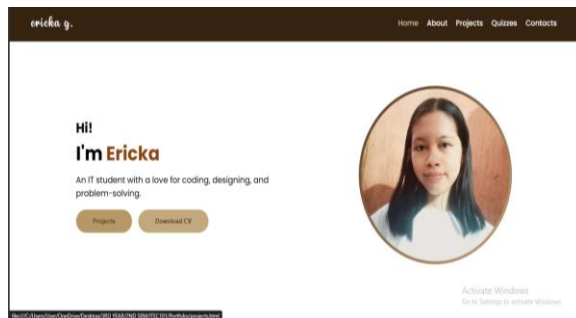 ericka g.
Home About Projects Quizzes Contacts
Hi!
I'm Ericka
An IT student with a love for coding, designing, and
problem-solving.
Projects Download CV
Activate Windows
Go to Settings to activate Windows.